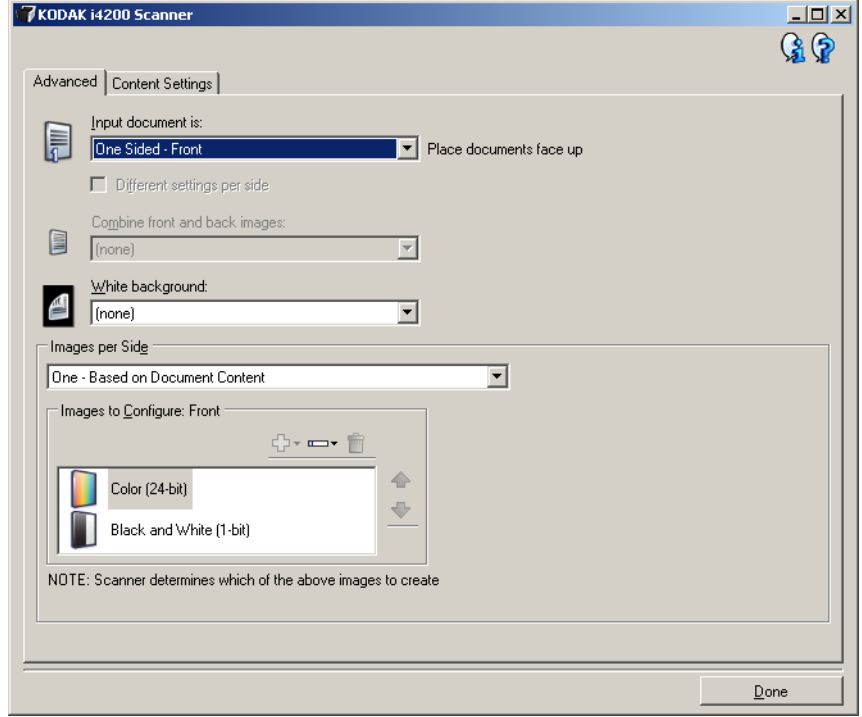 KODAK i4200 Scanner
Advanced
Content Settings
Input document is:
One Sided - Front
Place documents face up
Different settings per side
Combine front and back images:
(none)
White background:
(none)
Images per Side
One - Based on Document Content
Images to Configure: Front
Color (24-bit)
Black and White (1-bit)
NOTE: Scanner determines which of the above images to create
Done